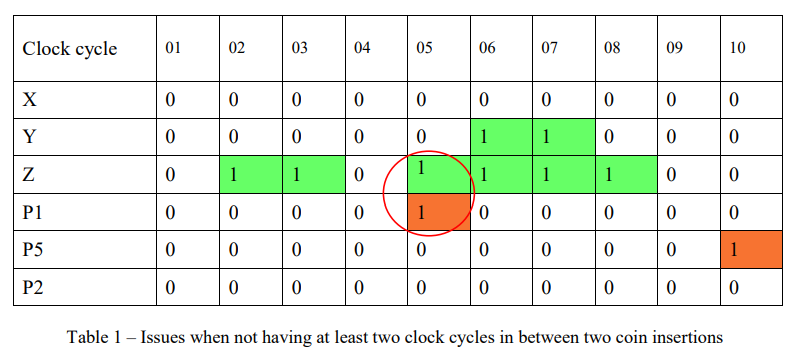 Clock cycle 01 02 03 04 05 06 07 08 09 10
X 0 0 0 0 0 0 0 0 0 0
Y 0 0 0 0 0 1 1 0 0 0
Z 0 1 1 0 1 1 1 1 0 0
P1 0 0 0 0 1 0 0 0 0 0
P5 0 0 0 0 0 0 0 0 0 1
P2 0 0 0 0 0 0 0 0 0 0
Table 1 – Issues when not having at least two clock cycles in between two coin insertions